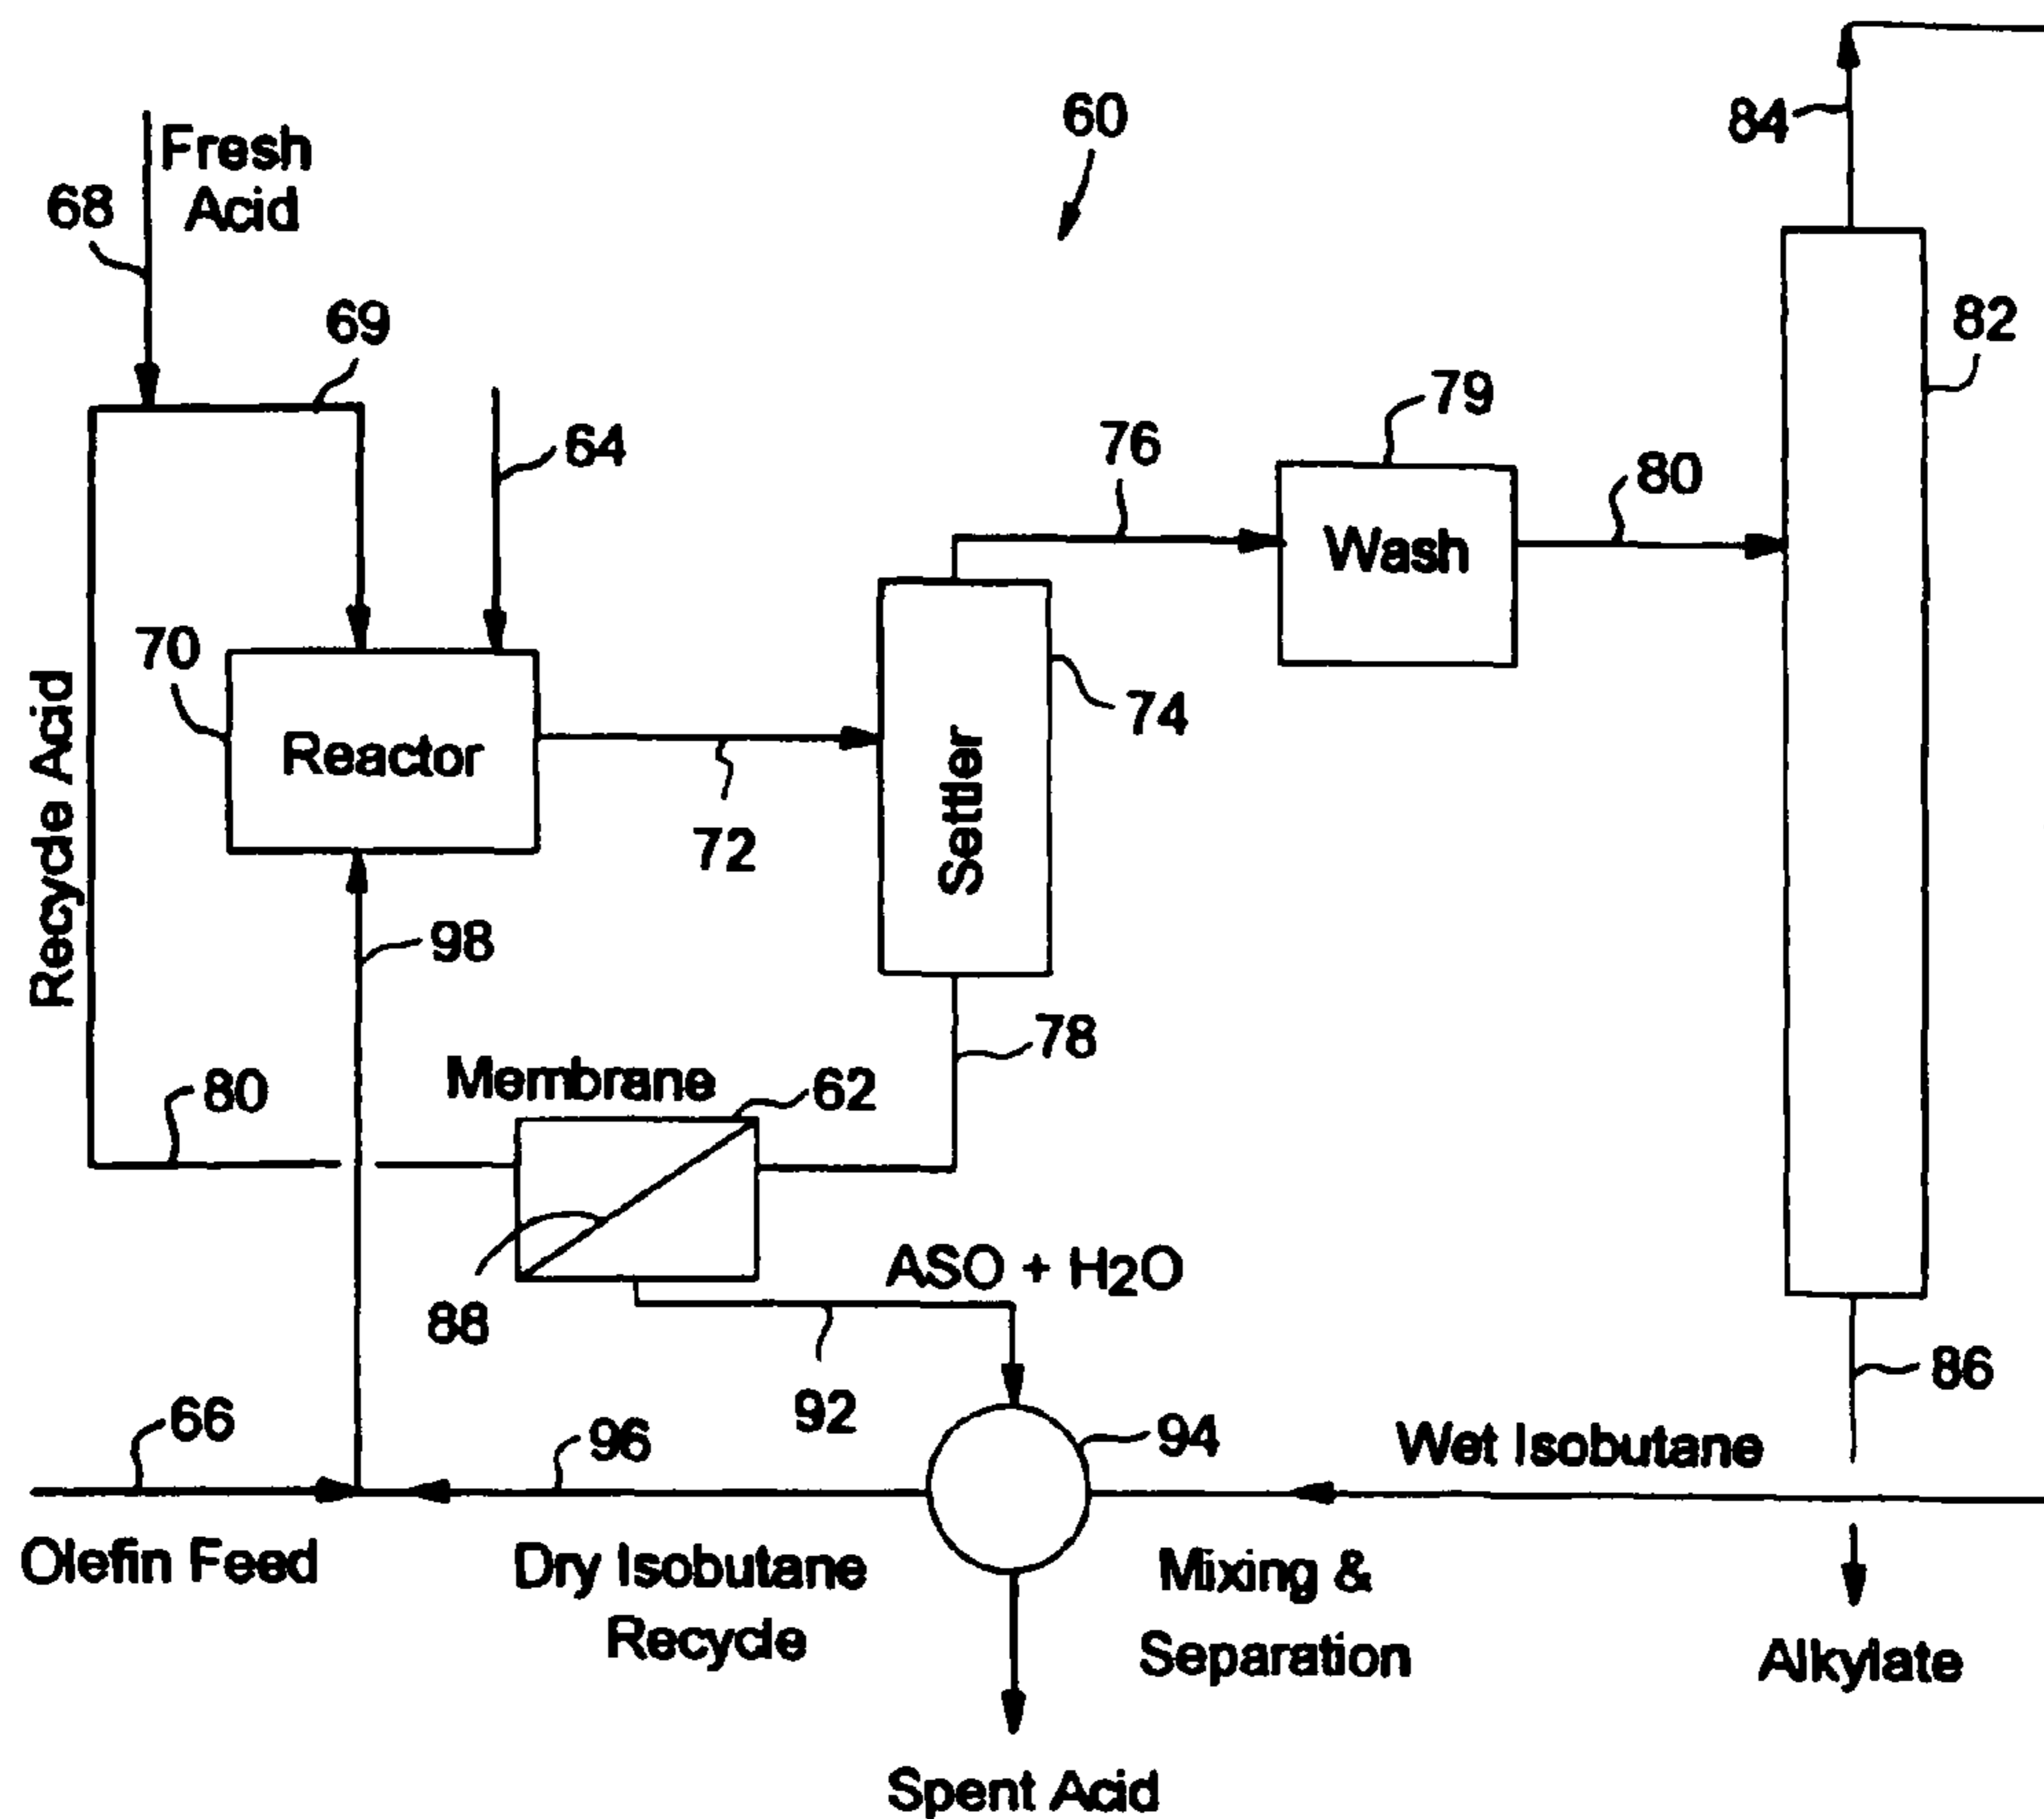 60
84
Fresh
Acid
68
69
82
64
79
76
80
Wash
70
Reactor
74
Settler
72
Recycle Acid
98
78
80
Membrane
62
ASO + H2O
88
92
86
66
96
94
Wet Isobutane
Olefin Feed
Dry Isobutane
Recycle
Mixing &
Separation
Alkylate
Spent Acid